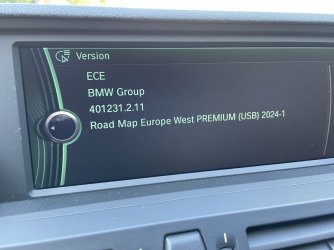 Version
ECE
BMW Group
401231.2.11
Road Map Europe West PREMIUM (USB) 2024-1